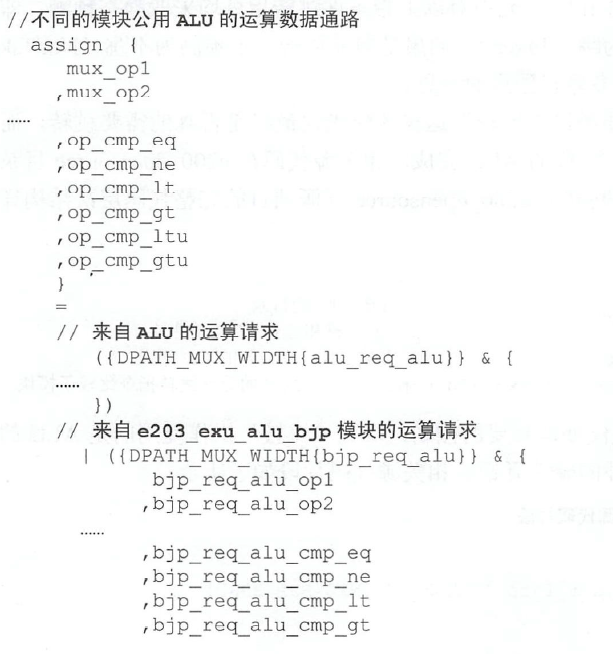 //不同的模块公用 ALU 的运算数据通路
assign {
mux_op1
,mux_op2
……
,op_cmp_eq
,op_cmp_ne
,op_cmp_lt
,op_cmp_gt
,op_cmp_ltu
,op_cmp_gtu
}
=
// 来自 ALU 的运算请求
({DPATH_MUX_WIDTH{alu_req_alu}} & {
……
})
// 来自 e203_exu_alu_bjp 模块的运算请求
| ({DPATH_MUX_WIDTH{bjp_req_alu}} & {
bjp_req_alu_op1
,bjp_req_alu_op2
……
,bjp_req_alu_cmp_eq
,bjp_req_alu_cmp_ne
,bjp_req_alu_cmp_lt
,bjp_req_alu_cmp_gt